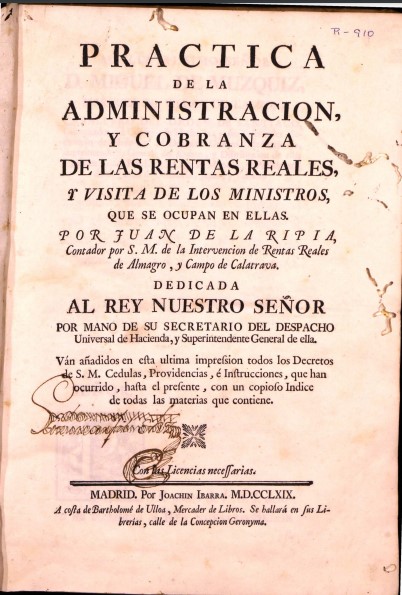 R-910
PRACTICA
DE LA
ADMINISTRACION,
Y COBRANZA
DE LAS RENTAS REALES,
Y VISITA DE LOS MINISTROS,
QUE SE OCUPAN EN ELLAS.
POR JUAN DE LA RIPIA,
Contador por S. M. de la Intervencion de Rentas Reales
de Almagro, y Campo de Calatrava.
DEDICADA
AL REY NUESTRO SEÑOR
POR MANO DE SU SECRETARIO DEL DESPACHO
Universal de Hacienda, y Superintendente General de ella.
Ván añadidos en eſta ultima impreſsion todos los Decretos
de S. M. Cedulas, Providencias, é Inſtrucciones, que han
ocurrido, haſta el preſente, con un copioſo Indice
de todas las materias que contiene.
Con las Licencias neceſſarias.
MADRID. Por JOACHIN IBARRA. M.DCCLXIX.
A coſta de Bartholomé de Ulloa, Mercader de Libros. Se hallará en ſus Li-
brerias, calle de la Concepcion Geronyma.